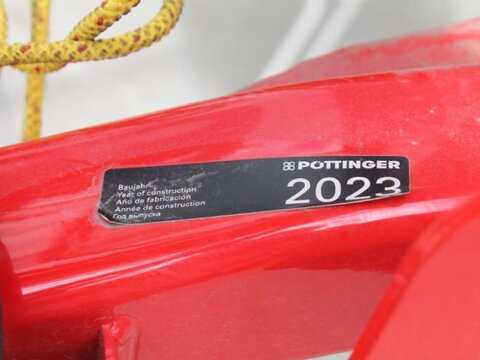 Baujahr
Year of construction
Año de fabricación
Année de construction
Год выпуска
PÖTTINGER
2023